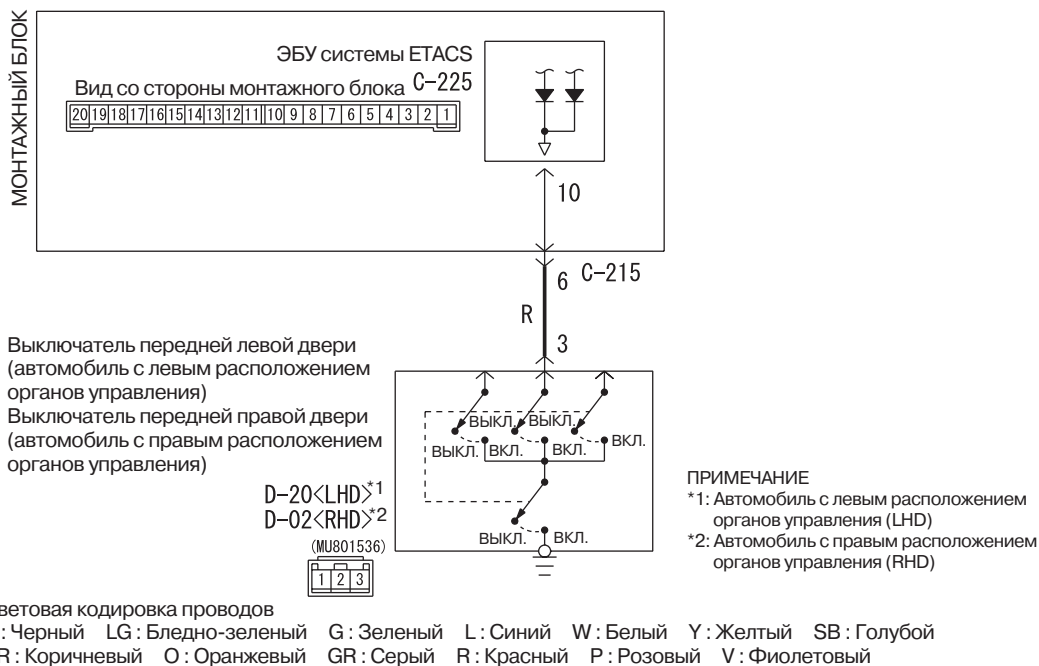 МОНТАЖНЫЙ БЛОК
ЭБУ системы ETACS
Вид со стороны монтажного блока C-225
20 19 18 17 16 15 14 13 12 11 10 9 8 7 6 5 4 3 2 1
10
6 C-215
R
3
Выключатель передней левой двери
(автомобиль с левым расположением
органов управления)
Выключатель передней правой двери
(автомобиль с правым расположением
органов управления)
ВЫКЛ. ВЫКЛ.
ВЫКЛ. ВКЛ. ВКЛ. ВКЛ.
D-20<LHD>*1
D-02<RHD>*2
ВЫКЛ. ВКЛ.
(MU801536)
1 2 3
ПРИМЕЧАНИЕ
*1: Автомобиль с левым расположением
органов управления (LHD)
*2: Автомобиль с правым расположением
органов управления (RHD)
ветовая кодировка проводов
: Черный LG : Бледно-зеленый G : Зеленый L : Синий W : Белый Y : Желтый SB : Голубой
R : Коричневый O : Оранжевый GR : Серый R : Красный P : Розовый V : Фиолетовый